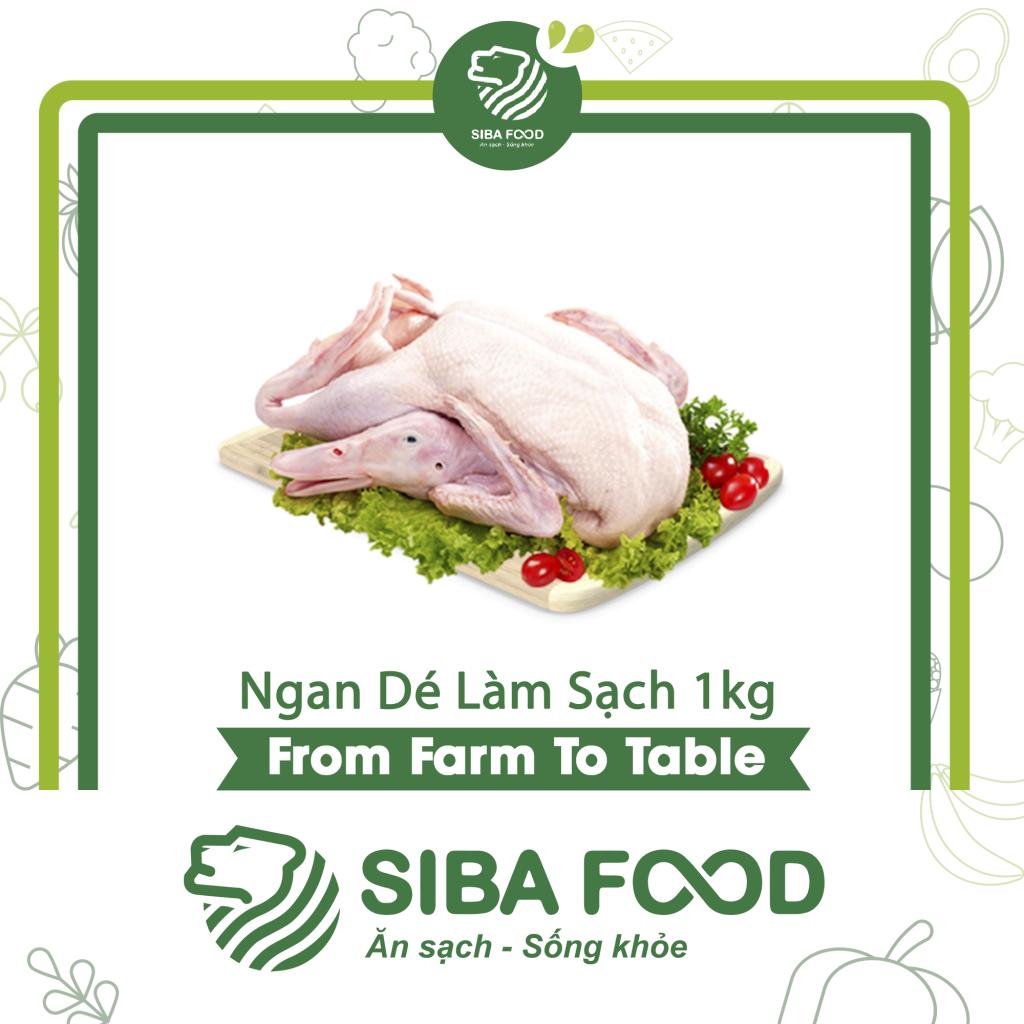 SIBA FOOD
Ăn sạch - Sống khỏe
Ngan Dé Làm Sạch 1kg
From Farm To Table
SIBA FOOD
Ăn sạch - Sống khỏe